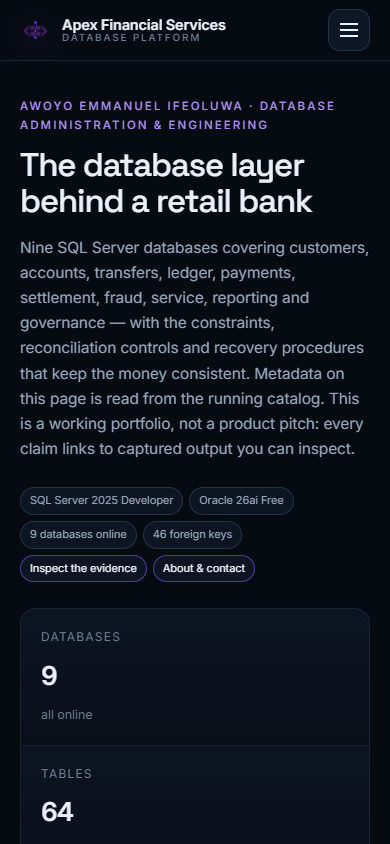 Apex Financial Services
DATABASE PLATFORM
AWOYO EMMANUEL IFEOLUWA · DATABASE
ADMINISTRATION & ENGINEERING
The database layer
behind a retail bank
Nine SQL Server databases covering customers,
accounts, transfers, ledger, payments,
settlement, fraud, service, reporting and
governance — with the constraints,
reconciliation controls and recovery procedures
that keep the money consistent. Metadata on
this page is read from the running catalog. This
is a working portfolio, not a product pitch: every
claim links to captured output you can inspect.
SQL Server 2025 Developer
Oracle 26ai Free
9 databases online
46 foreign keys
Inspect the evidence
About & contact
DATABASES
9
all online
TABLES
64